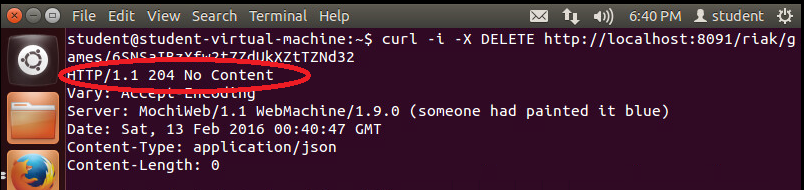 Terminal File Edit View Search Terminal Help 6:40 PM student
student@student-virtual-machine:~$ curl -i -X DELETE http://localhost:8091/riak/g
ames/
HTTP/1.1 204 No Content
Vary: Accept-Encoding
Server: MochiWeb/1.1 WebMachine/1.9.0 (someone had painted it blue)
Date: Sat, 13 Feb 2016 00:40:47 GMT
Content-Type: application/json
Content-Length: 0